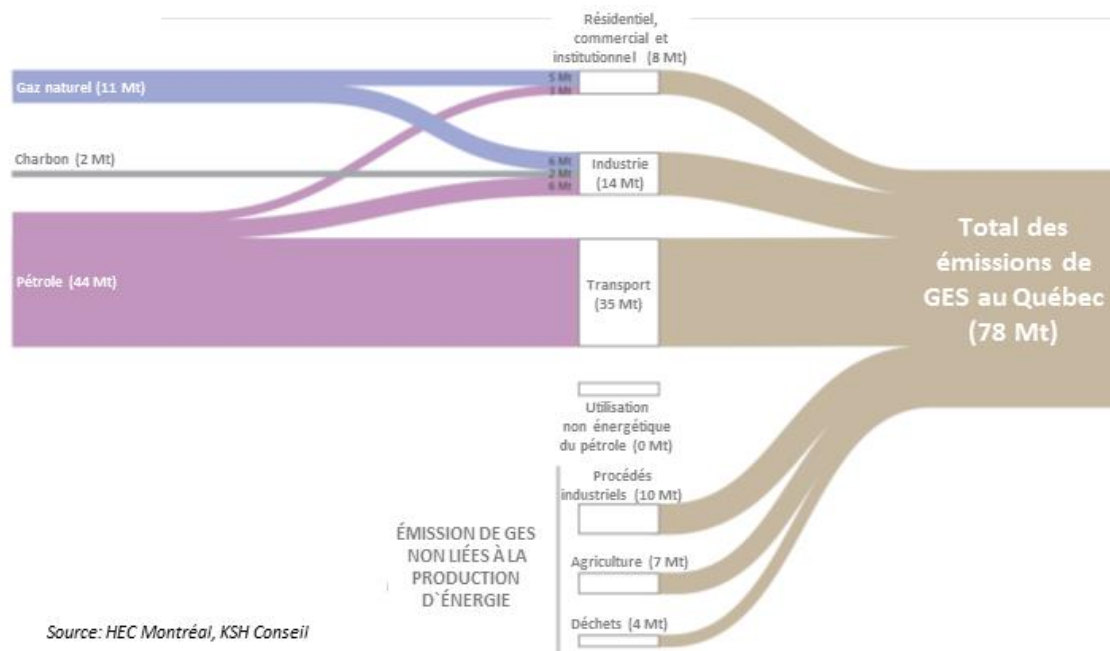 Résidentiel,
commercial et
institutionnel (8 Mt)
Gaz naturel (11 Mt)
5 Mt
3 Mt
Charbon (2 Mt)
6 Mt
2 Mt
6 Mt
Industrie
(14 Mt)
Pétrole (44 Mt)
Transport
(35 Mt)
Total des
émissions de
GES au Québec
(78 Mt)
Utilisation
non énergétique
du pétrole (0 Mt)
Procédés
industriels (10 Mt)
ÉMISSION DE GES
NON LIÉES À LA
PRODUCTION
D`ÉNERGIE
Agriculture (7 Mt)
Déchets (4 Mt)
Source: HEC Montréal, KSH Conseil